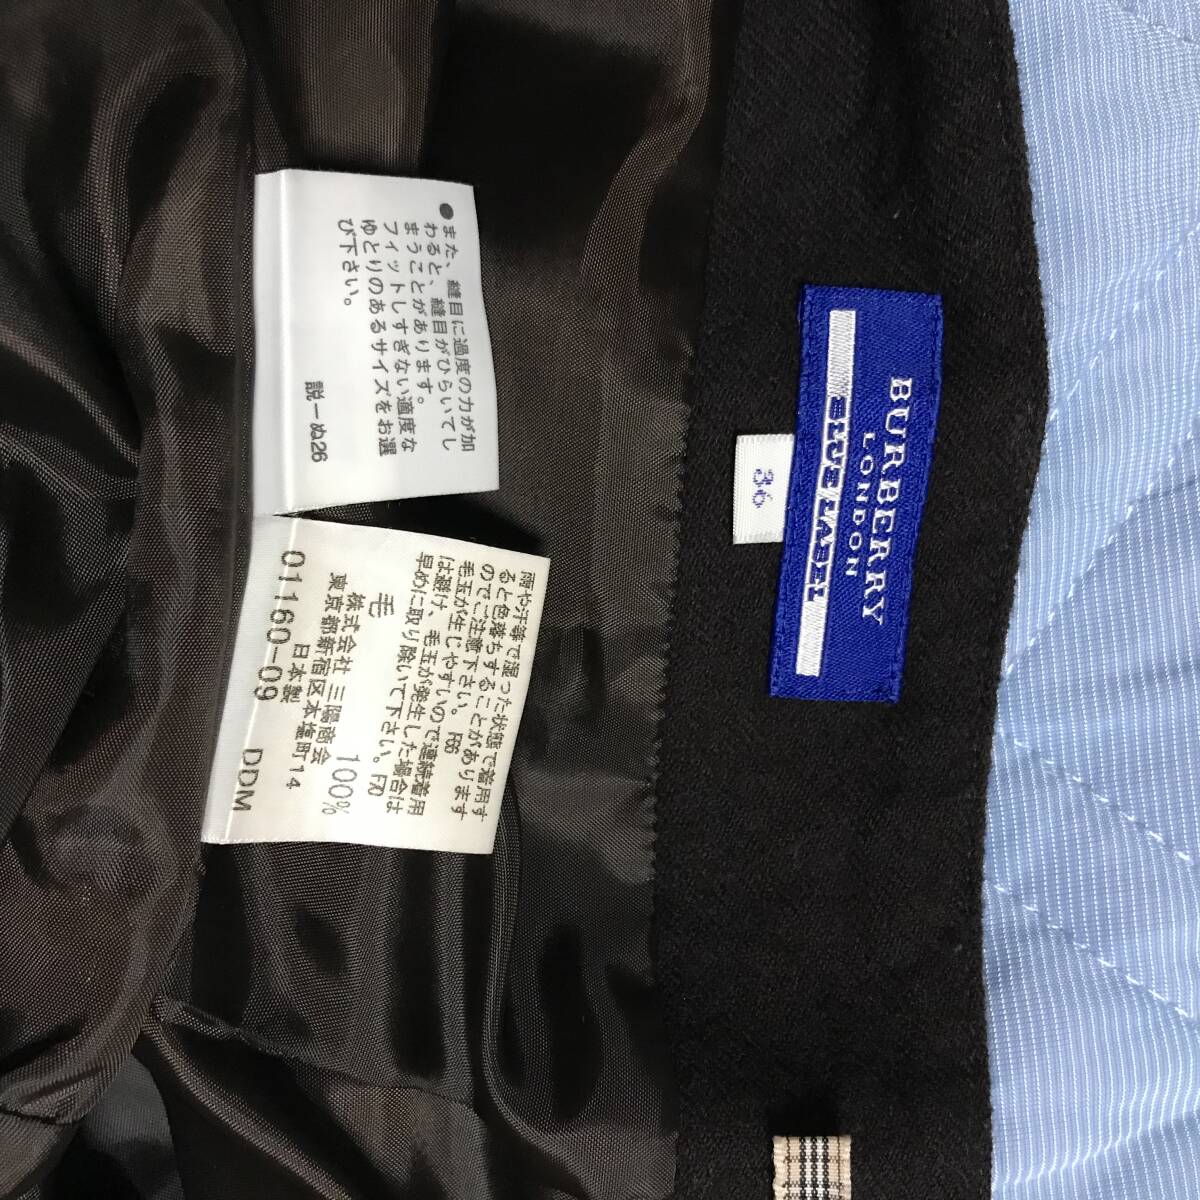 BURBERRY
LONDON
BLUE LABEL
36
●また、縫目に過度の力が加
わると、縫目がひらいてし
まうことがあります。
フィットしすぎない適度な
ゆとりのあるサイズをお選
び下さい。
説ーぬ26
雨や汗等で湿った状態で着用す
ると色落ちすることがあります
のでご注意下さい。 F66
毛玉が生じやすいので連続着用
は避け、毛玉が発生した場合は
早めに取り除いて下さい。 F70
毛 100%
株式会社 三陽商会
東京都新宿区本塩町14
日本製
01160-09 DDM